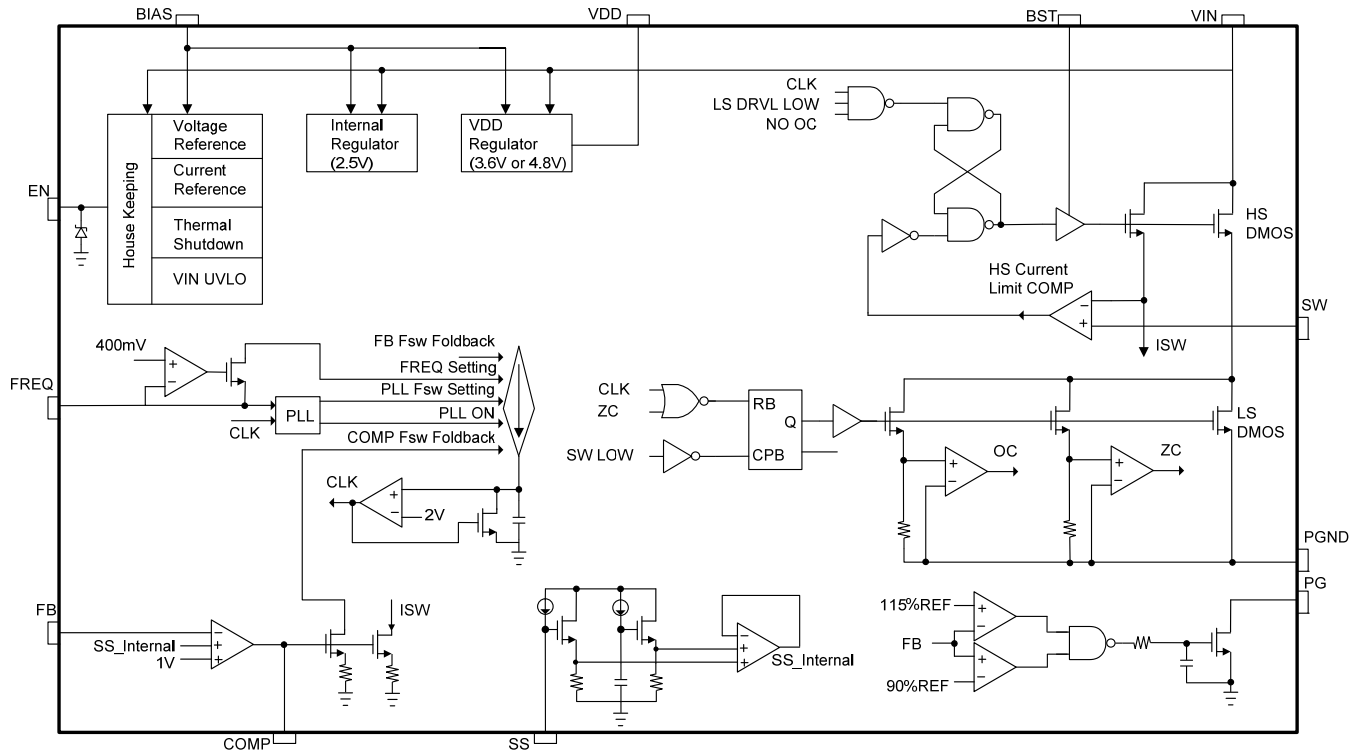 BIAS
VDD
BST
VIN
CLK
LS DRVL LOW
NO OC
House Keeping
Voltage
Reference
Current
Reference
Thermal
Shutdown
VIN UVLO
Internal
Regulator
(2.5V)
VDD
Regulator
(3.6V or 4.8V)
EN
HS
DMOS
HS Current
Limit COMP
SW
ISW
400mV
FREQ
PLL
CLK
FB Fsw Foldback
FREQ Setting
PLL Fsw Setting
PLL ON
COMP Fsw Foldback
CLK
2V
CLK
ZC
SW LOW
RB
Q
CPB
LS
DMOS
OC
ZC
PGND
PG
FB
SS_Internal
1V
ISW
COMP
SS
SS_Internal
115%REF
FB
90%REF
+
−
+
−
−
+
+
−
+
−
+
−
−
+
+
−
+
+
+
−
+
−